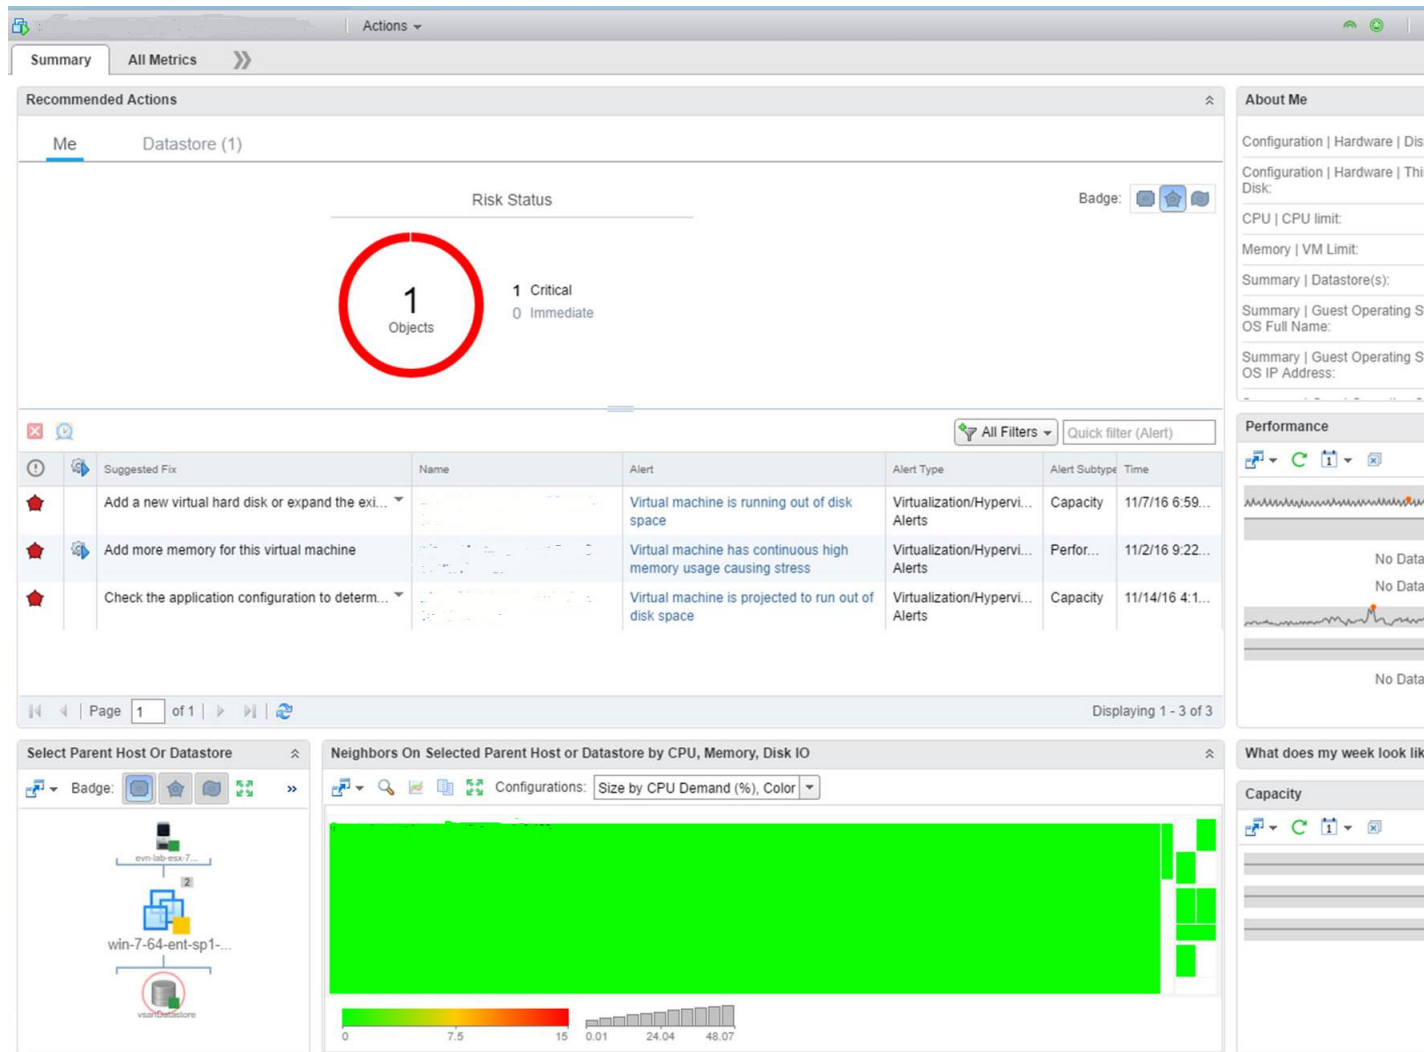 Actions
Summary
All Metrics
Recommended Actions
Me
Datastore (1)
Risk Status
Badge:
1
Objects
1 Critical
0 Immediate
All Filters
Quick filter (Alert)
Suggested Fix
Name
Alert
Alert Type
Alert Subtype
Time
Add a new virtual hard disk or expand the exi...
Virtual machine is running out of disk
space
Virtualization/Hypervi...
Alerts
Capacity
11/7/16 6:59...
Add more memory for this virtual machine
Virtual machine has continuous high
memory usage causing stress
Virtualization/Hypervi...
Alerts
Perfor...
11/2/16 9:22...
Check the application configuration to determ...
Virtual machine is projected to run out of
disk space
Virtualization/Hypervi...
Alerts
Capacity
11/14/16 4:1...
Page 1 of 1
Displaying 1 - 3 of 3
About Me
Configuration | Hardware | Dis
Configuration | Hardware | Thi
Disk:
CPU | CPU limit:
Memory | VM Limit:
Summary | Datastore(s):
Summary | Guest Operating S
OS Full Name:
Summary | Guest Operating S
OS IP Address:
Performance
1
No Data
No Data
No Data
Select Parent Host Or Datastore
Badge:
evn-lab-esx-7...
2
win-7-64-ent-sp1-...
vsanDatastore
Neighbors On Selected Parent Host or Datastore by CPU, Memory, Disk IO
Configurations:
Size by CPU Demand (%), Color
0
7.5
15
0.01
24.04
48.07
What does my week look lik
Capacity
1